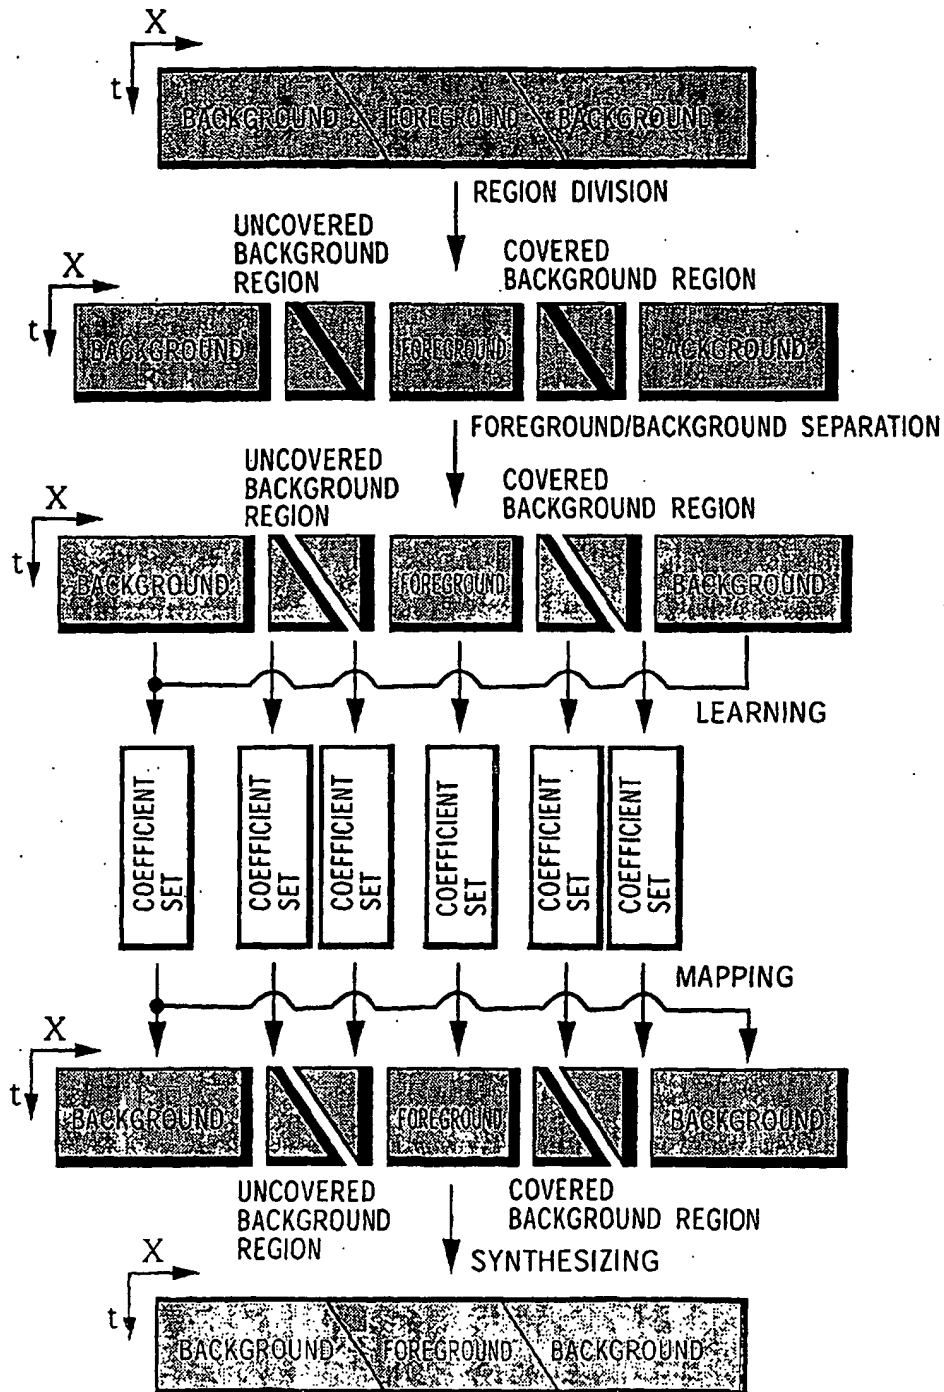 X
t
BACKGROUND FOREGROUND BACKGROUND
REGION DIVISION
UNCOVERED
BACKGROUND
REGION
COVERED
BACKGROUND REGION
X
t
BACKGROUND FOREGROUND BACKGROUND
FOREGROUND/BACKGROUND SEPARATION
UNCOVERED
BACKGROUND
REGION
COVERED
BACKGROUND REGION
X
t
BACKGROUND FOREGROUND BACKGROUND
LEARNING
COEFFICIENT
SET
COEFFICIENT
SET
COEFFICIENT
SET
COEFFICIENT
SET
COEFFICIENT
SET
COEFFICIENT
SET
MAPPING
X
t
BACKGROUND FOREGROUND BACKGROUND
UNCOVERED
BACKGROUND
REGION
COVERED
BACKGROUND REGION
SYNTHESIZING
X
t
BACKGROUND FOREGROUND BACKGROUND